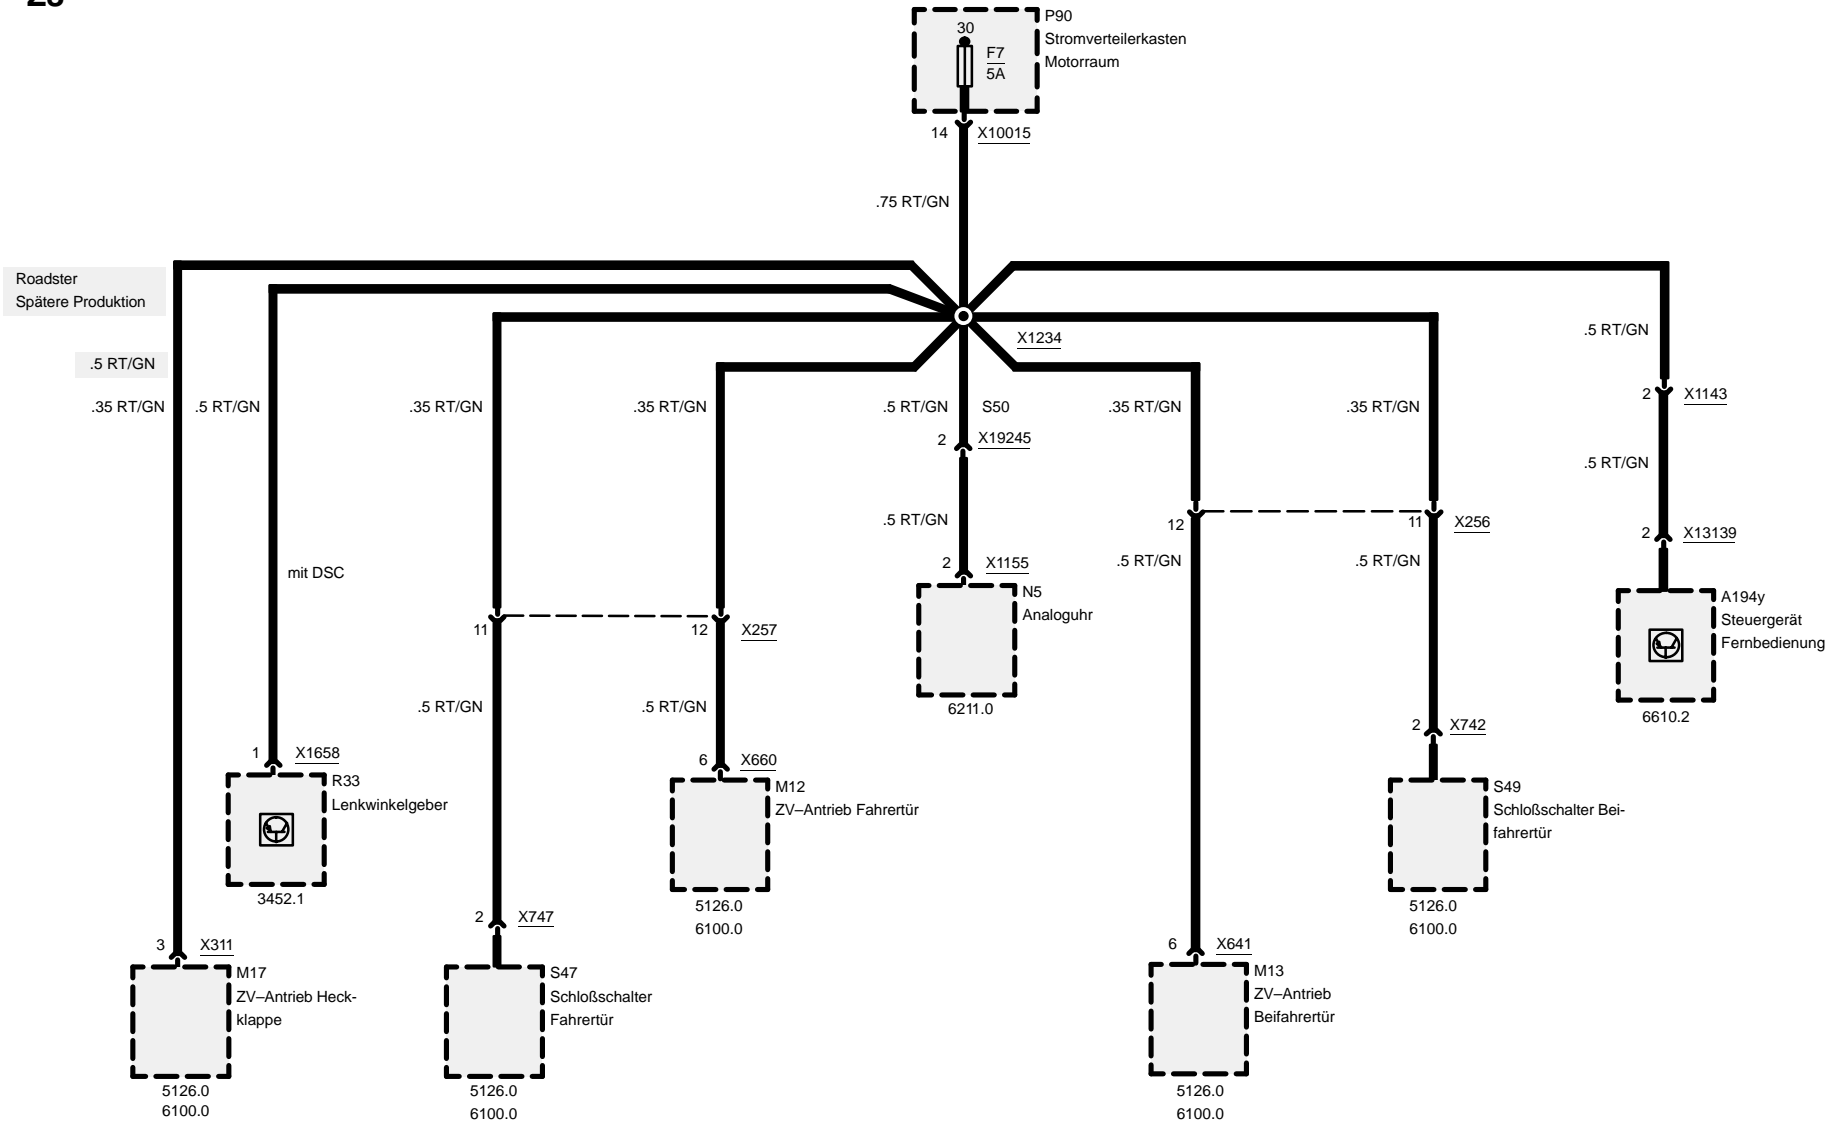 P90
30
Stromverteilerkasten
F7
Motorraum
5A
14 X10015
.75 RT/GN
Roadster
Spätere Produktion
.5 RT/GN
X1234
.5 RT/GN
.35 RT/GN
.5 RT/GN
.35 RT/GN
.35 RT/GN
.5 RT/GN
S50
.35 RT/GN
.35 RT/GN
2 X1143
2 X19245
.5 RT/GN
.5 RT/GN
12
11 X256
2 X13139
mit DSC
2 X1155
.5 RT/GN
.5 RT/GN
N5
Analoguhr
A194y
Steuergerät
Fernbedienung
11
12 X257
.5 RT/GN
.5 RT/GN
6211.0
6610.2
2 X742
1 X1658
6 X660
R33
Lenkwinkelgeber
M12
ZV–Antrieb Fahrertür
S49
Schloßschalter Bei-
fahrertür
3452.1
5126.0
6100.0
5126.0
6100.0
3 X311
2 X747
6 X641
M17
ZV–Antrieb Heck-
klappe
S47
Schloßschalter
Fahrertür
M13
ZV–Antrieb
Beifahrertür
5126.0
6100.0
5126.0
6100.0
5126.0
6100.0